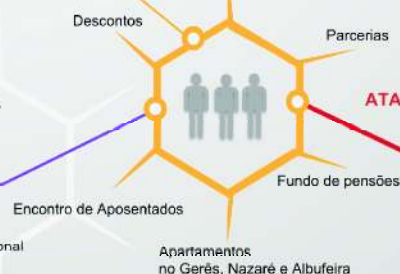 Descontos
Parcerias
ATA
Fundo de pensões
Encontro de Aposentados
onal
Apartamentos
no Gerês, Nazaré e Albufeira